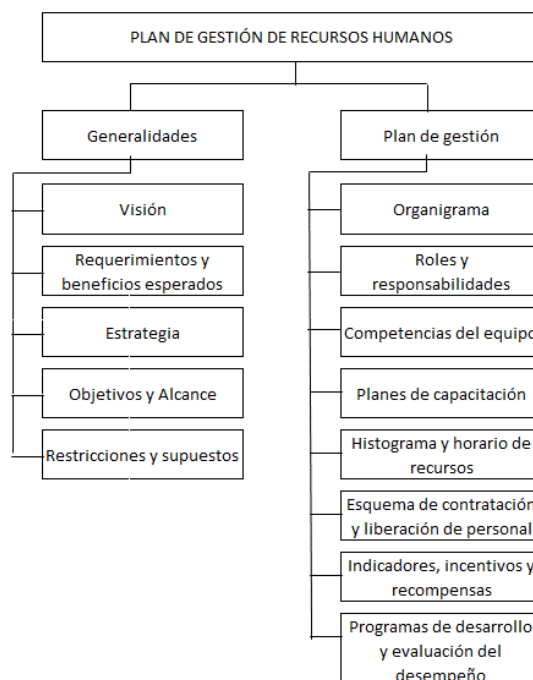 PLAN DE GESTIÓN DE RECURSOS HUMANOS
Generalidades
Visión
Requerimientos y
beneficios esperados
Estrategia
Objetivos y Alcance
Restricciones y supuestos
Plan de gestión
Organigrama
Roles y
responsabilidades
Competencias del equipo
Planes de capacitación
Histograma y horario de
recursos
Esquema de contratación
y liberación de personal
Indicadores, incentivos y
recompensas
Programas de desarrollo
y evaluación del
desempeño